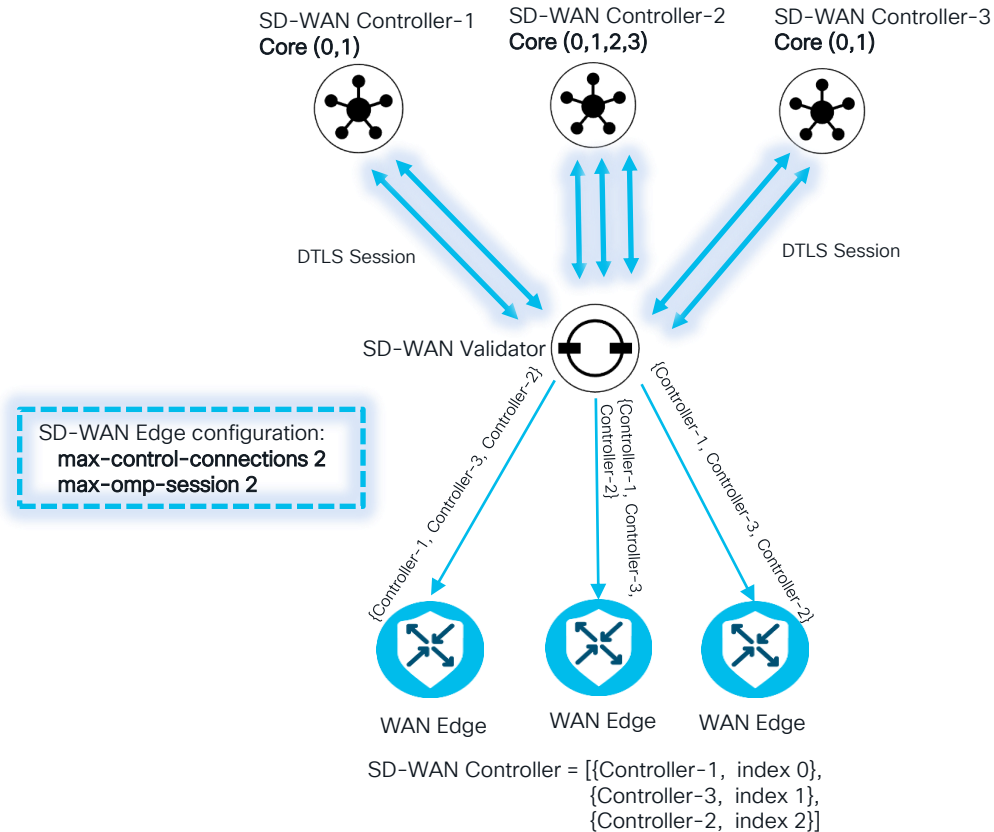 SD-WAN Controller-1
Core (0,1)
SD-WAN Controller-2
Core (0,1,2,3)
SD-WAN Controller-3
Core (0,1)
DTLS Session
DTLS Session
SD-WAN Validator
SD-WAN Edge configuration:
max-control-connections 2
max-omp-session 2
{Controller-1, Controller-3, Controller-2}
{Controller-1, Controller-3,
Controller-2}
{Controller-1, Controller-3, Controller-2}
WAN Edge
WAN Edge
WAN Edge
SD-WAN Controller = [{Controller-1, index 0},
{Controller-3, index 1},
{Controller-2, index 2}]